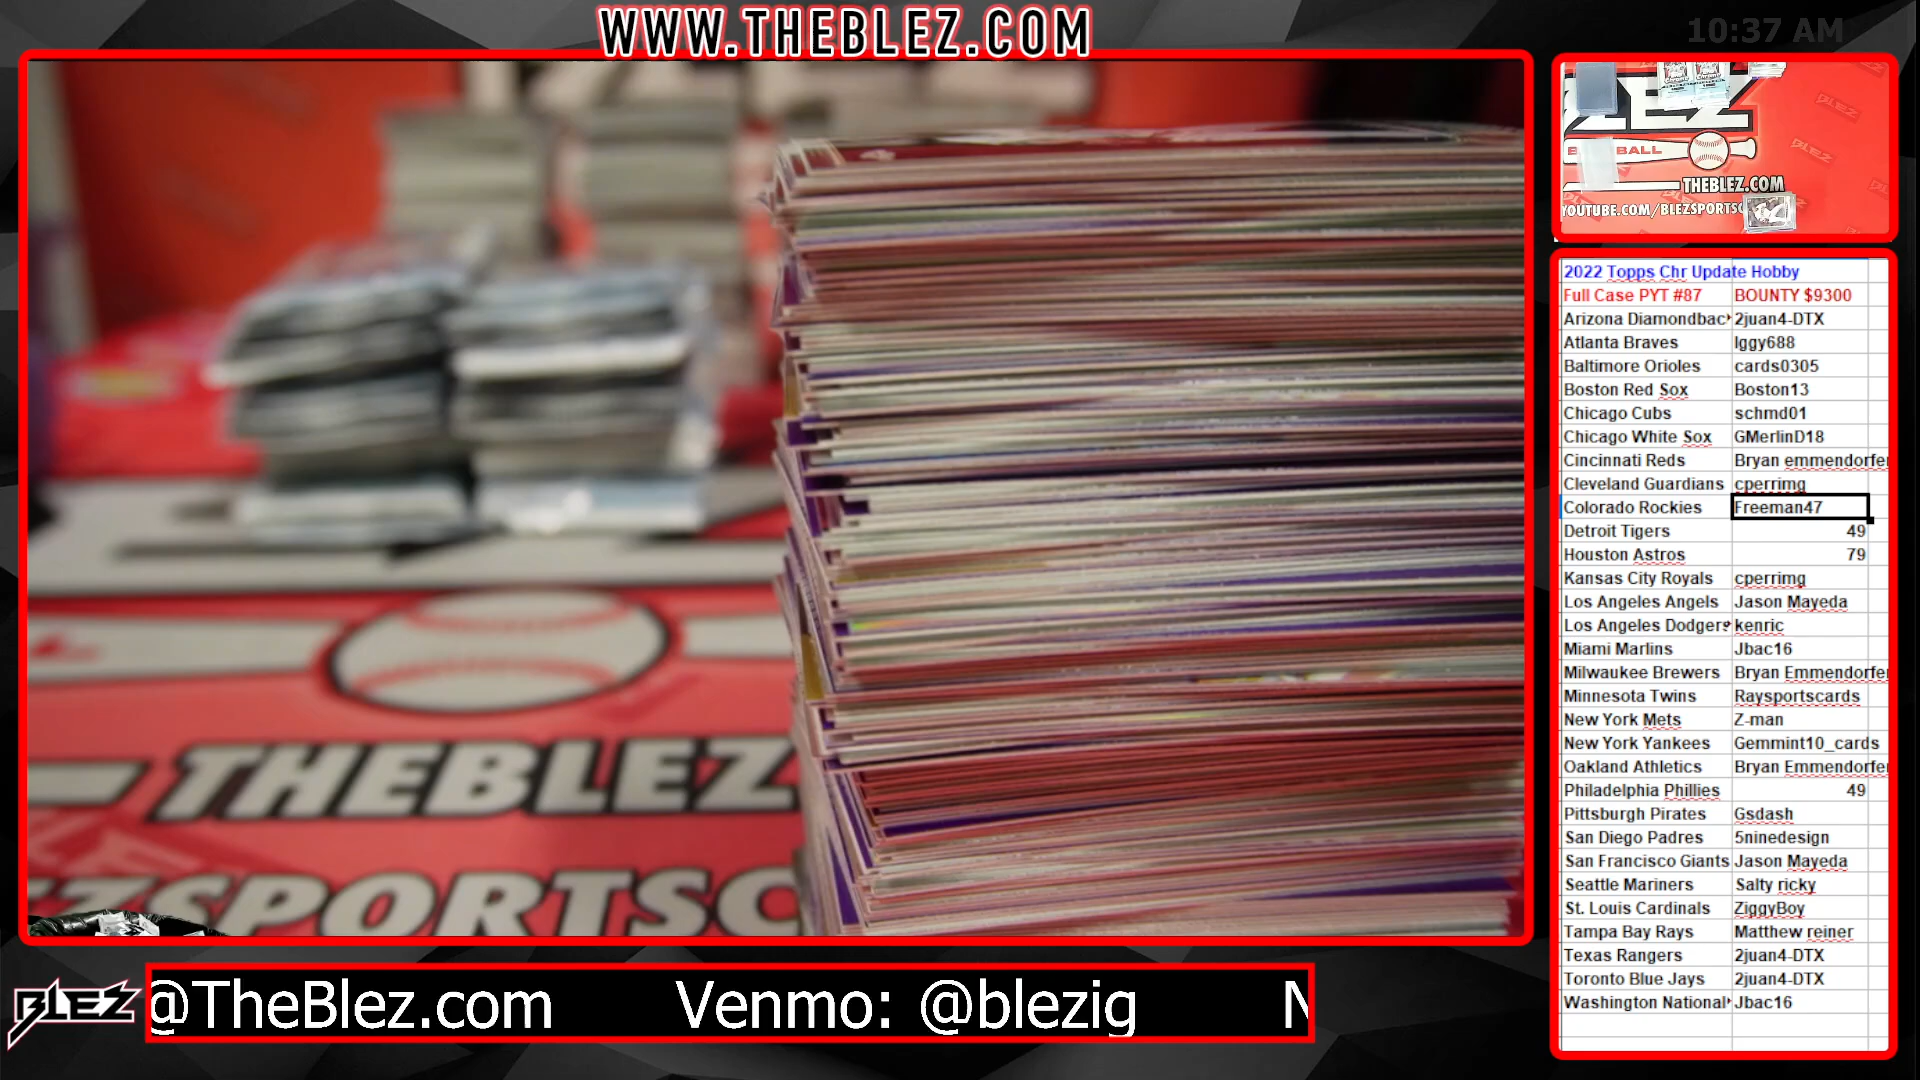 WWW.THEBLEZ.COM
10:37 AM
BALL
THEBLEZ.COM
YOUTUBE.COM/BLEZSPORTSC
THEBLEZ
EZSPORTSC
2022 Topps Chr Update Hobby
Full Case PYT #87 BOUNTY $9300
Arizona Diamondbac 2juan4-DTX
Atlanta Braves Iggy688
Baltimore Orioles cards0305
Boston Red Sox Boston13
Chicago Cubs schmd01
Chicago White Sox GMerlinD18
Cincinnati Reds Bryan emmendorfer
Cleveland Guardians cperrimg
Colorado Rockies Freeman47
Detroit Tigers 49
Houston Astros 79
Kansas City Royals cperrimg
Los Angeles Angels Jason Mayeda
Los Angeles Dodgers kenric
Miami Marlins Jbac16
Milwaukee Brewers Bryan Emmendorfer
Minnesota Twins Raysportscards
New York Mets Z-man
New York Yankees Gemmint10_cards
Oakland Athletics Bryan Emmendorfer
Philadelphia Phillies 49
Pittsburgh Pirates Gsdash
San Diego Padres 5ninedesign
San Francisco Giants Jason Mayeda
Seattle Mariners Salty ricky
St. Louis Cardinals ZiggyBoy
Tampa Bay Rays Matthew reiner
Texas Rangers 2juan4-DTX
Toronto Blue Jays 2juan4-DTX
Washington National Jbac16
BLEZ
@TheBlez.com Venmo: @blezig N